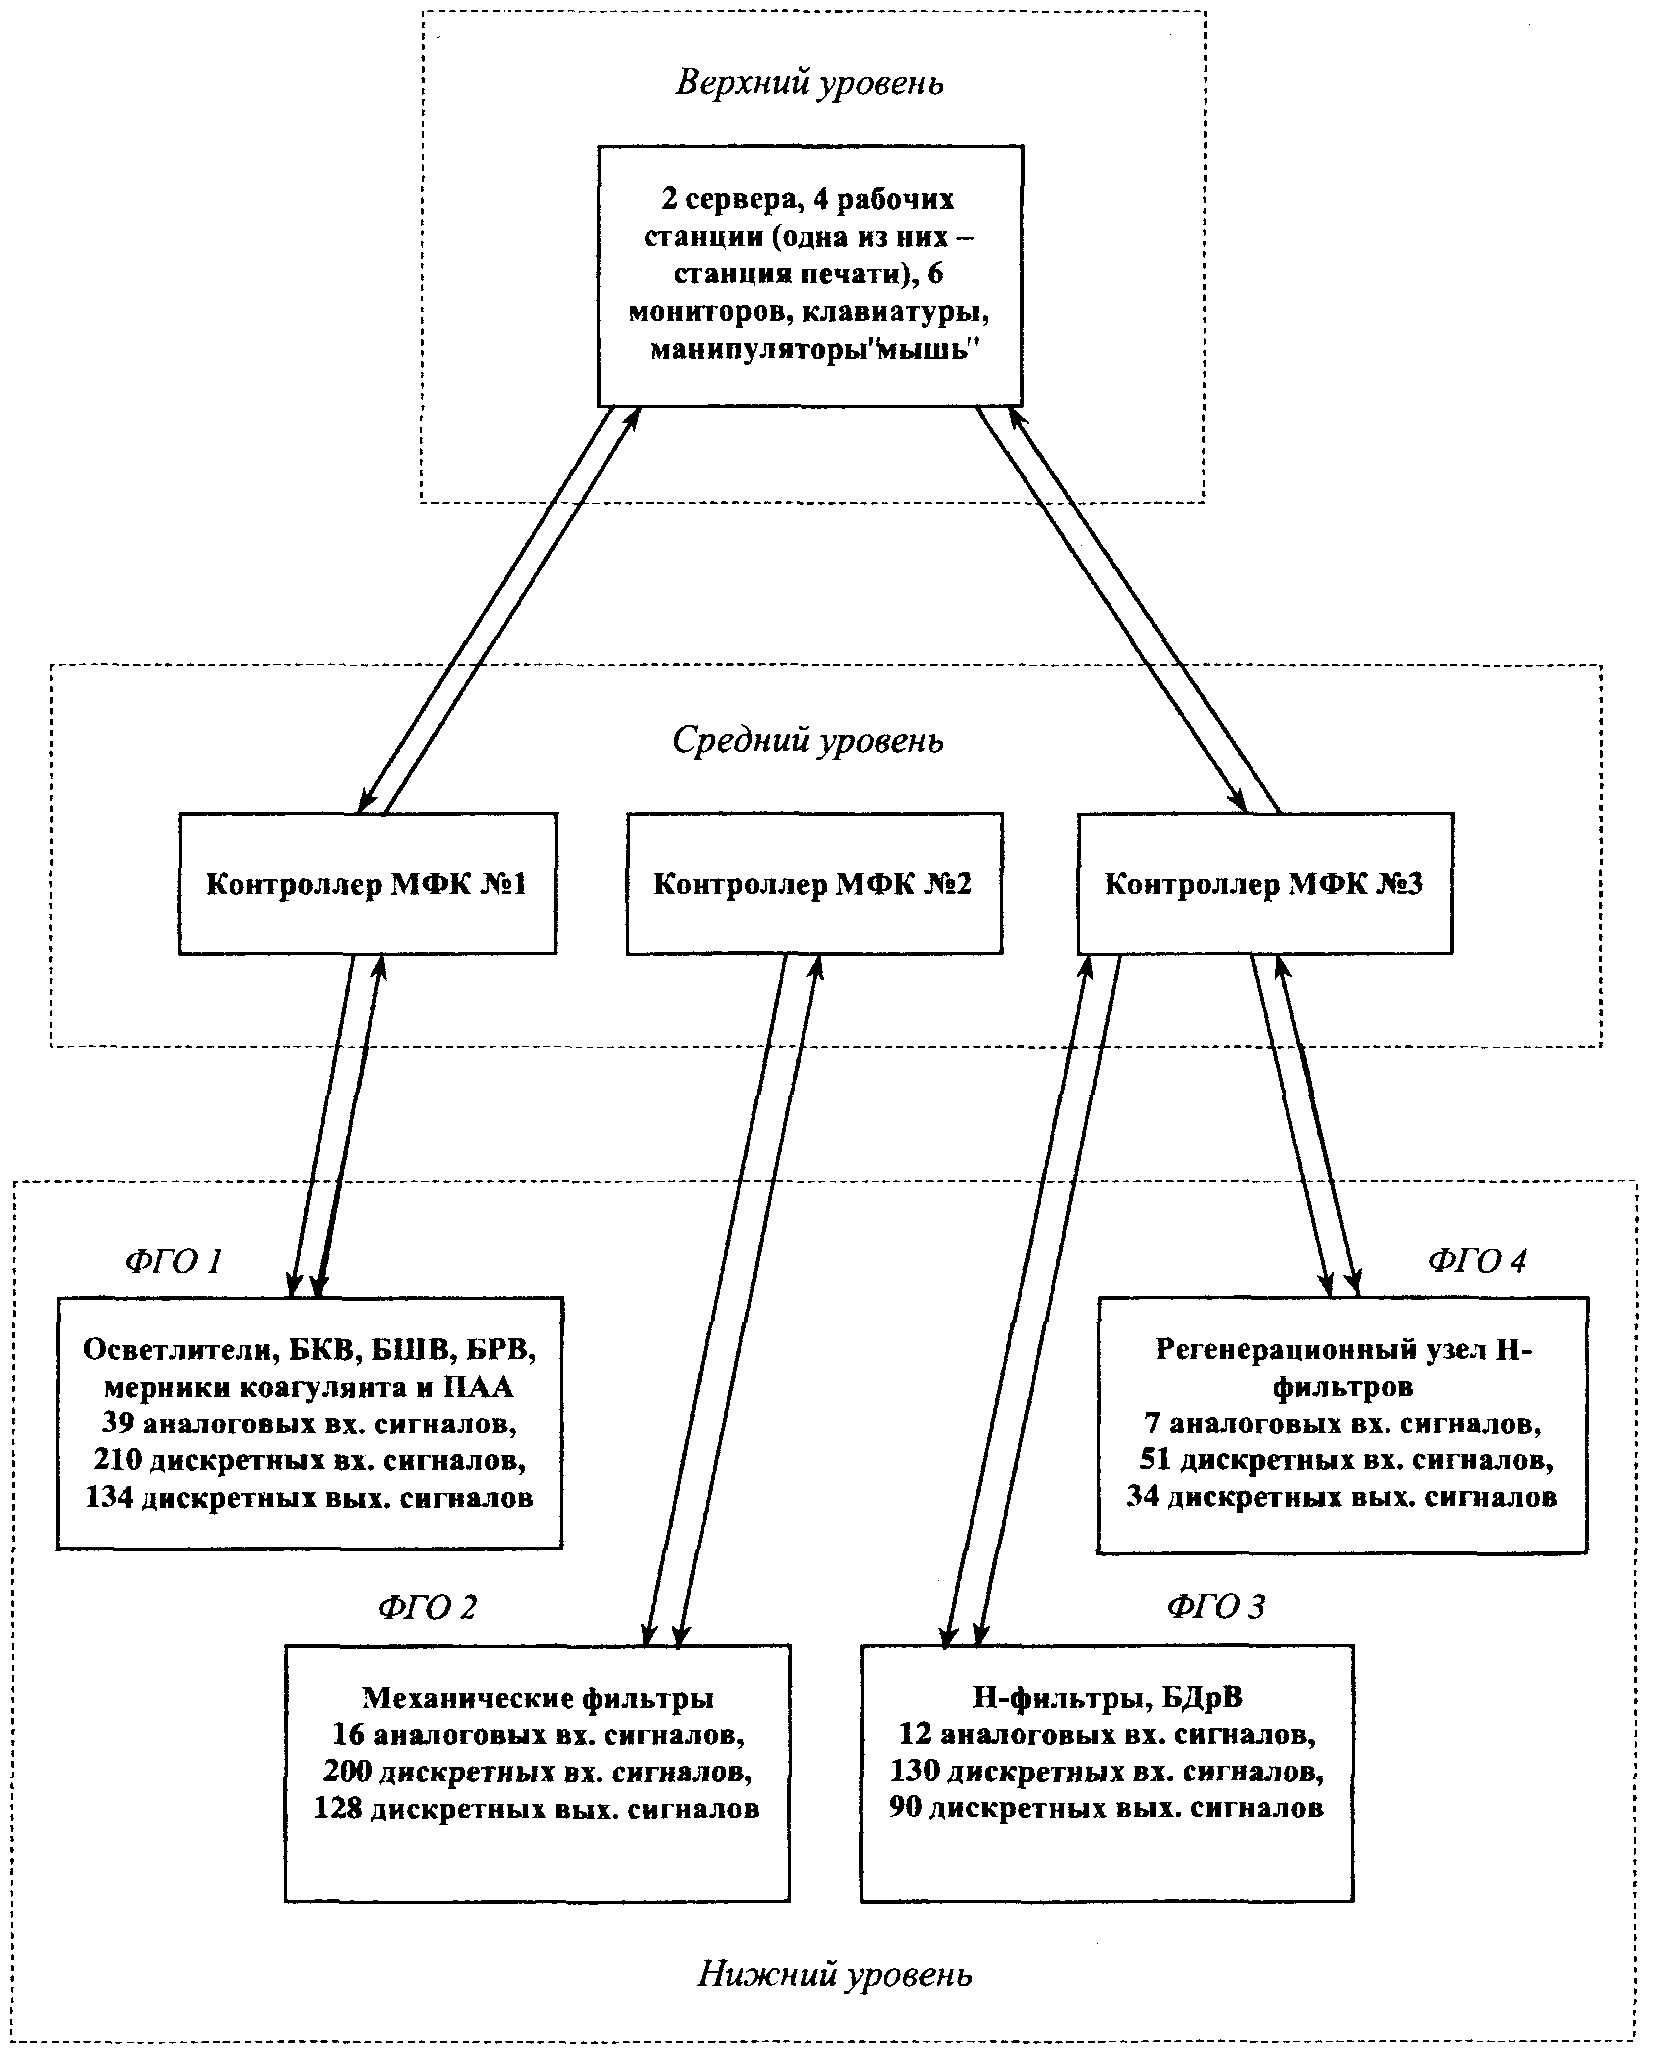 Верхний уровень
2 сервера, 4 рабочих
станции (одна из них –
станция печати), 6
мониторов, клавиатуры,
манипуляторы"мышь"
Средний уровень
Контроллер МФК №1
Контроллер МФК №2
Контроллер МФК №3
ФГО 1
Осветлители, БКВ, БШВ, БРВ,
мерники коагулянта и ПАА
39 аналоговых вх. сигналов,
210 дискретных вх. сигналов,
134 дискретных вых. сигналов
ФГО 4
Регенерационный узел Н-
фильтров
7 аналоговых вх. сигналов,
51 дискретных вх. сигналов,
34 дискретных вых. сигналов
ФГО 2
Механические фильтры
16 аналоговых вх. сигналов,
200 дискретных вх. сигналов,
128 дискретных вых. сигналов
ФГО 3
Н-фильтры, БДрВ
12 аналоговых вх. сигналов,
130 дискретных вх. сигналов,
90 дискретных вых. сигналов
Нижний уровень